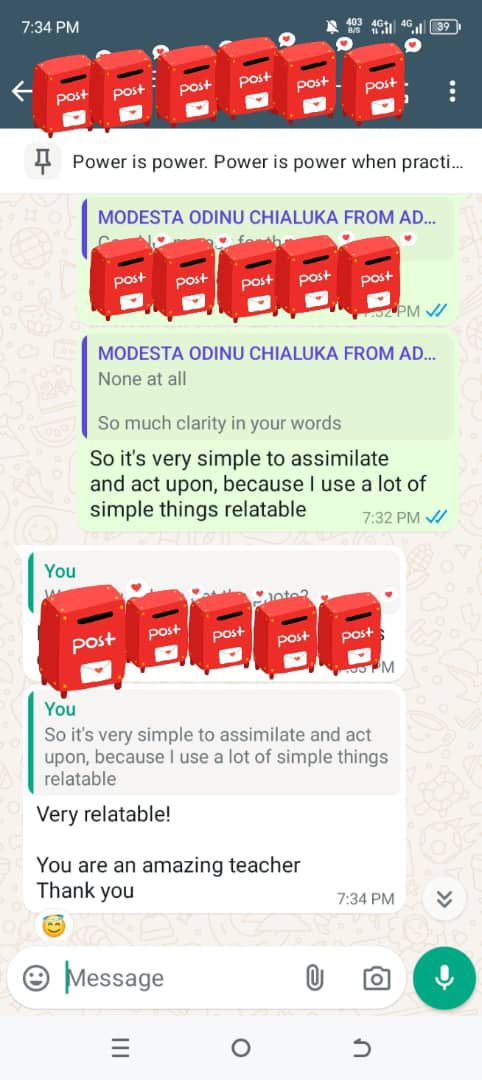 7:34 PM
403
B/S
4G
4G
39
post
post
post
post
post
post
Power is power. Power is power when practi...
MODESTA ODINU CHIALUKA FROM AD...
post
post
post
post
post
7:32 PM
MODESTA ODINU CHIALUKA FROM AD...
None at all
So much clarity in your words
So it's very simple to assimilate
and act upon, because I use a lot of
simple things relatable
7:32 PM
You
post
post
post
post
post
PM
You
So it's very simple to assimilate and act
upon, because I use a lot of simple things
relatable
Very relatable!
You are an amazing teacher
Thank you
7:34 PM
Message